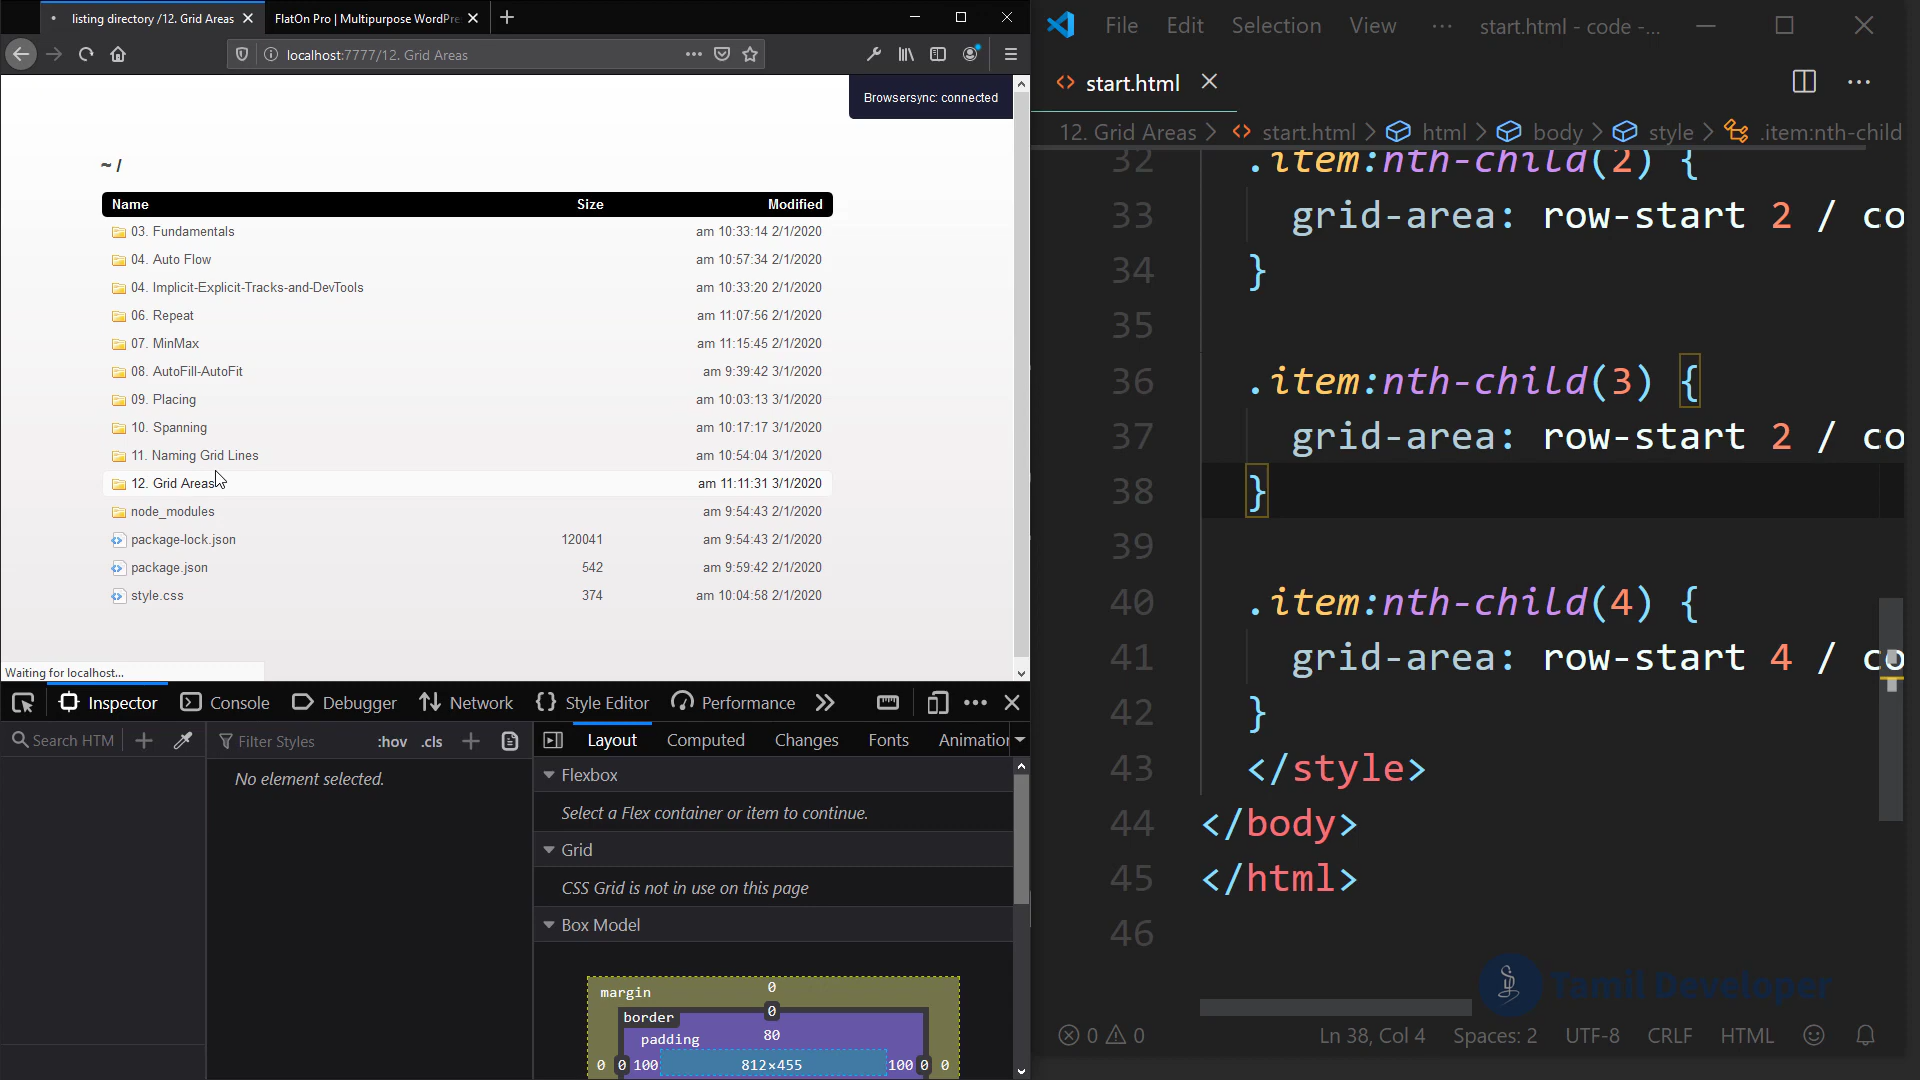 listing directory /12. Grid Areas
FlatOn Pro | Multipurpose WordPre
localhost:7777/12. Grid Areas
Browsersync: connected
~ /
Name Size Modified
03. Fundamentals am 10:33:14 2/1/2020
04. Auto Flow am 10:57:34 2/1/2020
04. Implicit-Explicit-Tracks-and-DevTools am 10:33:20 2/1/2020
06. Repeat am 11:07:56 2/1/2020
07. MinMax am 11:15:45 2/1/2020
08. AutoFill-AutoFit am 9:39:42 3/1/2020
09. Placing am 10:03:13 3/1/2020
10. Spanning am 10:17:17 3/1/2020
11. Naming Grid Lines am 10:54:04 3/1/2020
12. Grid Areas am 11:11:31 3/1/2020
node_modules am 9:54:43 2/1/2020
package-lock.json 120041 am 9:54:43 2/1/2020
package.json 542 am 9:59:42 2/1/2020
style.css 374 am 10:04:58 2/1/2020
Waiting for localhost...
Inspector Console Debugger Network Style Editor Performance
Search HTM
Filter Styles :hov .cls
No element selected.
Layout Computed Changes Fonts Animation
Flexbox
Select a Flex container or item to continue.
Grid
CSS Grid is not in use on this page
Box Model
margin 0
border 0
padding 80
0 0 100 812×455 100 0 0
File Edit Selection View ··· start.html - code -...
start.html
12. Grid Areas > start.html > html > body > style > .item:nth-child
32 .item:nth-child(2) {
33 grid-area: row-start 2 / co
34 }
35
36 .item:nth-child(3) {
37 grid-area: row-start 2 / co
38 }
39
40 .item:nth-child(4) {
41 grid-area: row-start 4 / co
42 }
43 </style>
44 </body>
45 </html>
46
Tamil Developer
0 0 Ln 38, Col 4 Spaces: 2 UTF-8 CRLF HTML